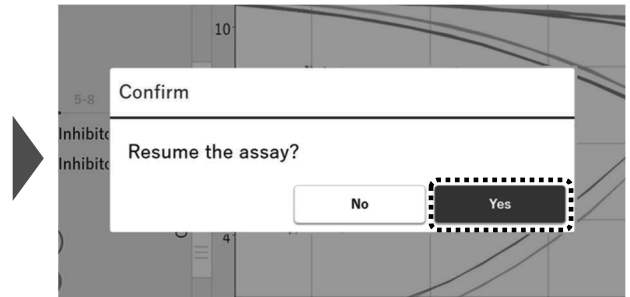 10
Confirm
5-8
Inhibito
Resume the assay?
Inhibito
No
Yes
4